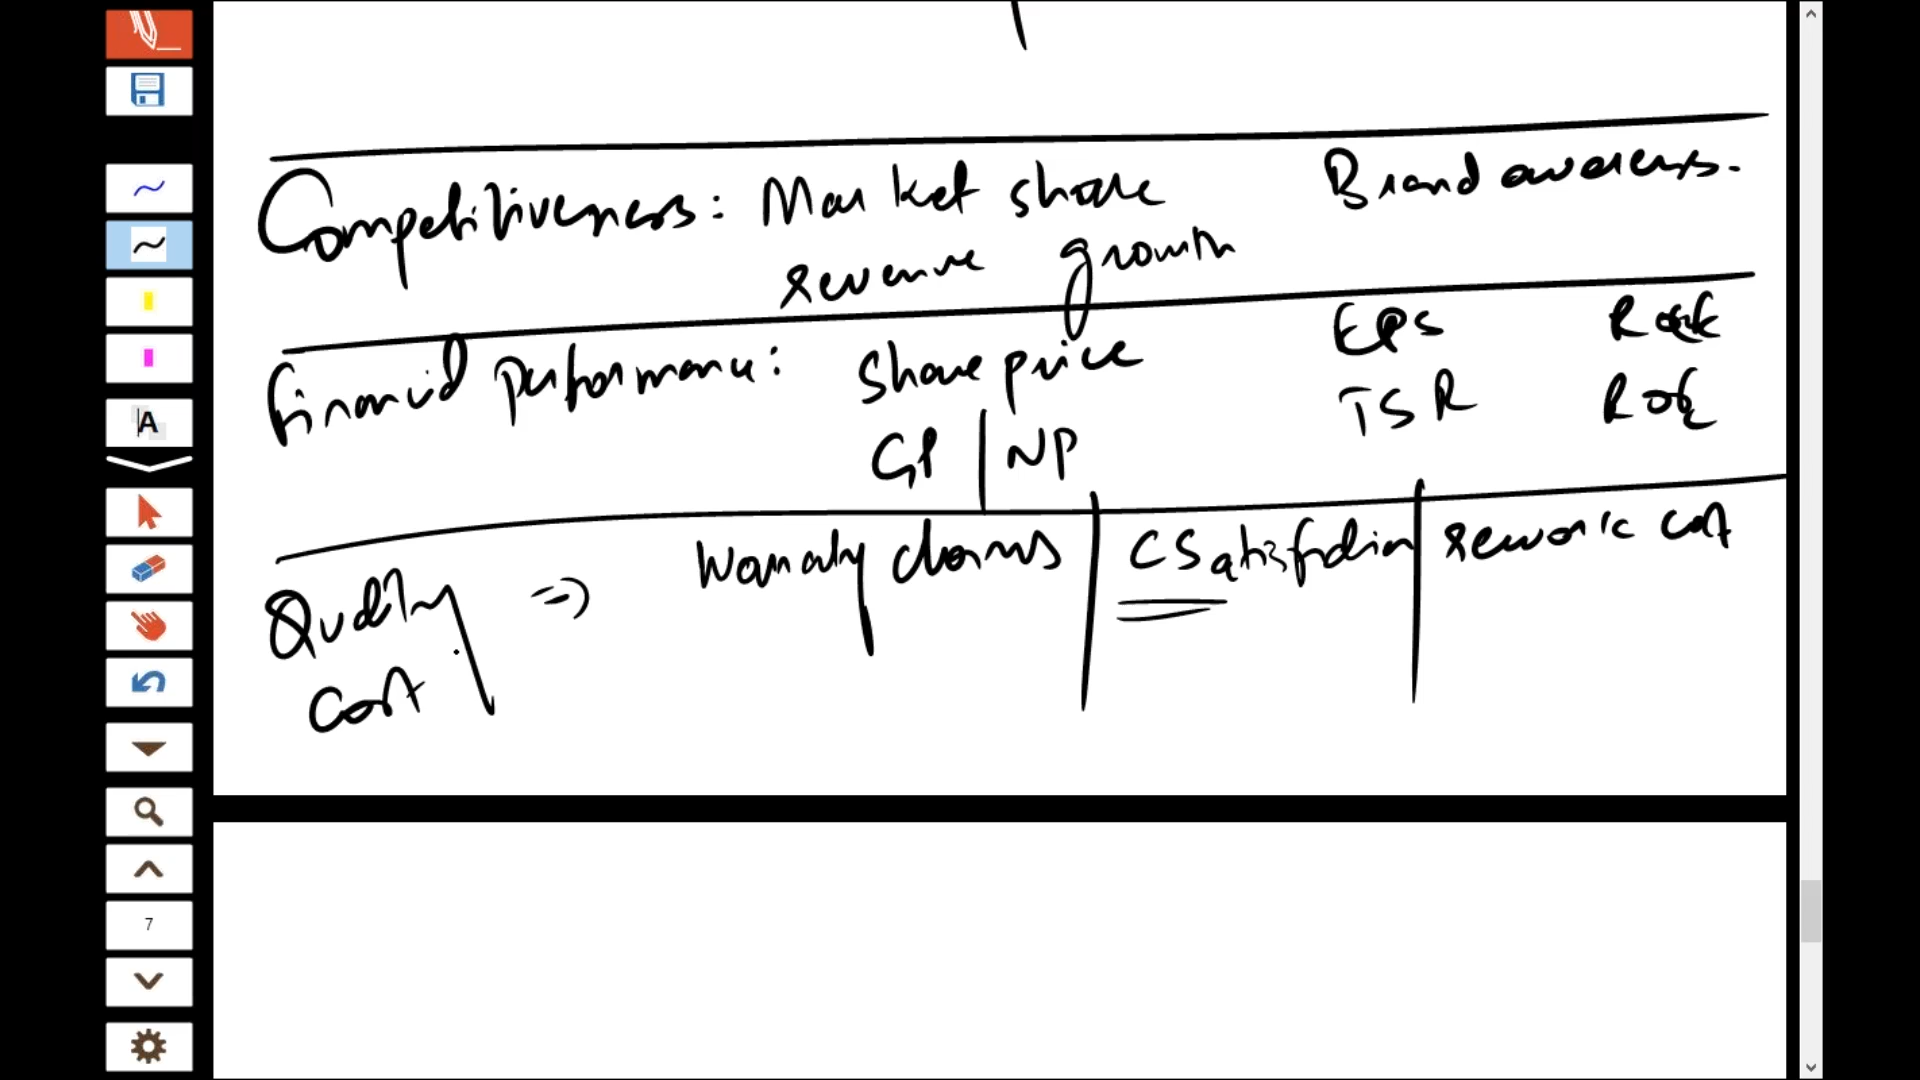 Competitiveness: Market share Brand awareness.
revenue growth
Financial performance: Share price EPS ROCE
GP | NP TSR ROE
Quality => Warranty claims | CSatisfaction | rework cost
cost
A
7